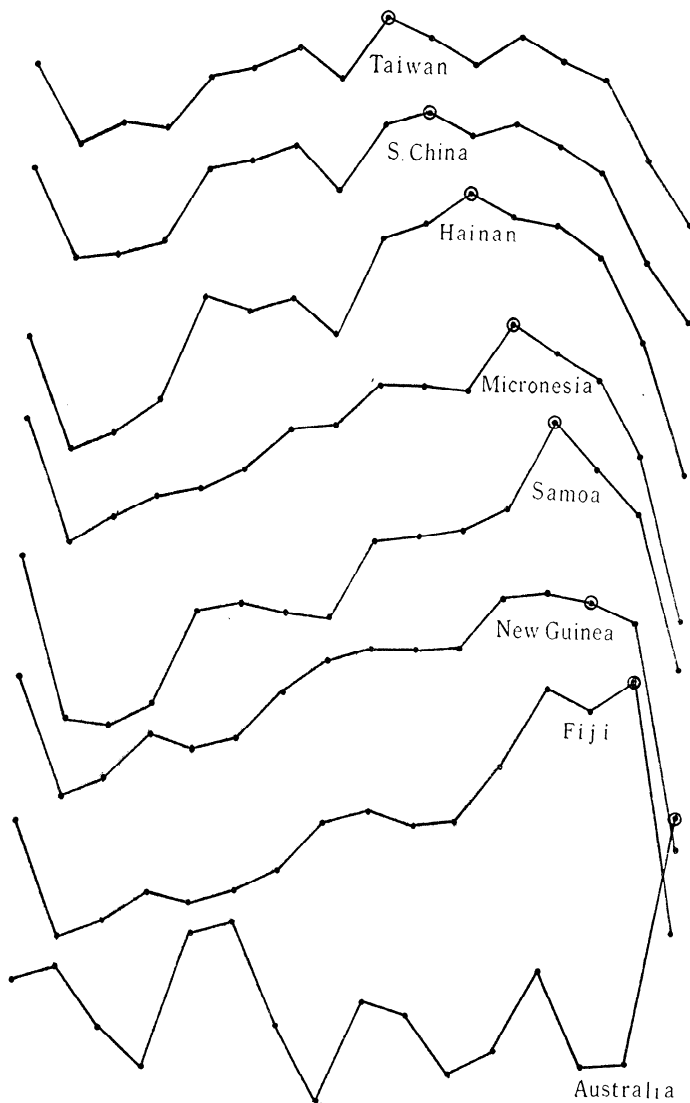 Taiwan
S. China
Hainan
Micronesia
Samoa
New Guinea
Fiji
Australia